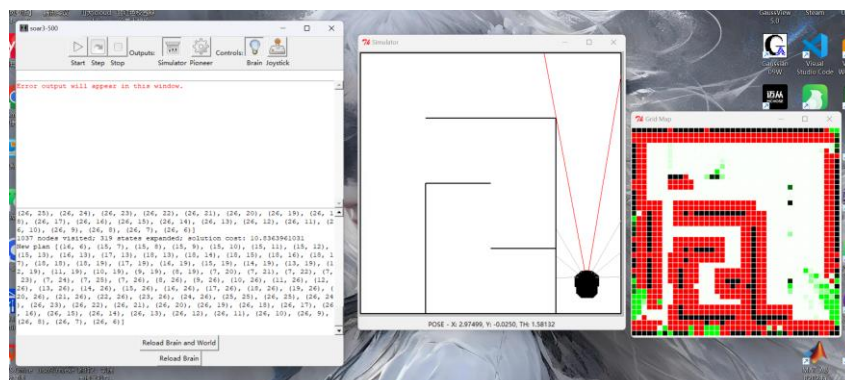 soar3-500
Start Step Stop Outputs: Simulator Pioneer Controls: Brain Joystick
Error output will appear in this window.
(26, 25), (26, 24), (26, 23), (26, 22), (26, 21), (26, 20), (26, 19), (26, 1
8), (26, 17), (26, 16), (26, 15), (26, 14), (26, 13), (26, 12), (26, 11), (2
6, 10), (26, 9), (26, 8), (26, 7), (26, 6)]
1037 nodes visited; 319 states expanded; solution cost: 10.8363961031
New plan [(16, 6), (15, 7), (15, 8), (15, 9), (15, 10), (15, 11), (15, 12),
(15, 13), (16, 13), (17, 13), (18, 13), (18, 14), (18, 15), (18, 16), (18, 1
7), (18, 18), (18, 19), (17, 19), (16, 19), (15, 19), (14, 19), (13, 19), (1
2, 19), (11, 19), (10, 19), (9, 19), (8, 19), (7, 20), (7, 21), (7, 22), (7,
23), (7, 24), (7, 25), (7, 26), (8, 26), (9, 26), (10, 26), (11, 26), (12,
26), (13, 26), (14, 26), (15, 26), (16, 26), (17, 26), (18, 26), (19, 26), (
20, 26), (21, 26), (22, 26), (23, 26), (24, 26), (25, 25), (26, 25), (26, 24
), (26, 23), (26, 22), (26, 21), (26, 20), (26, 19), (26, 18), (26, 17), (26
, 16), (26, 15), (26, 14), (26, 13), (26, 12), (26, 11), (26, 10), (26, 9),
(26, 8), (26, 7), (26, 6)]
Reload Brain and World
Reload Brain
Simulator
POSE - X: 2.97499, Y: -0.0250, TH: 1.58132
Grid Map
GaussView
5.0
Steam
Gaussian
09W
Visual
Studio Code